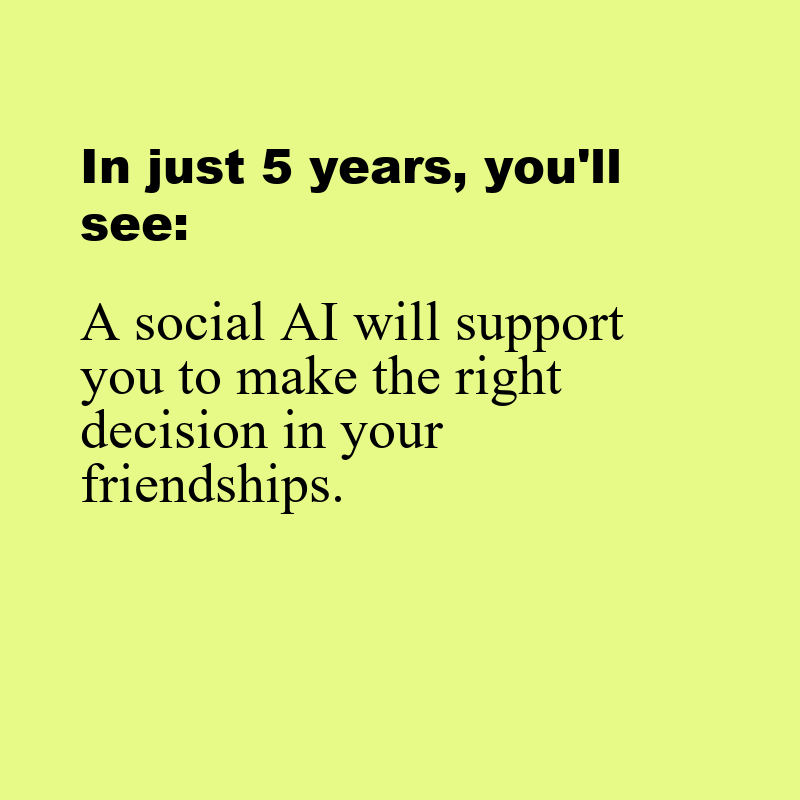 In just 5 years, you'll
see:
A social AI will support
you to make the right
decision in your
friendships.